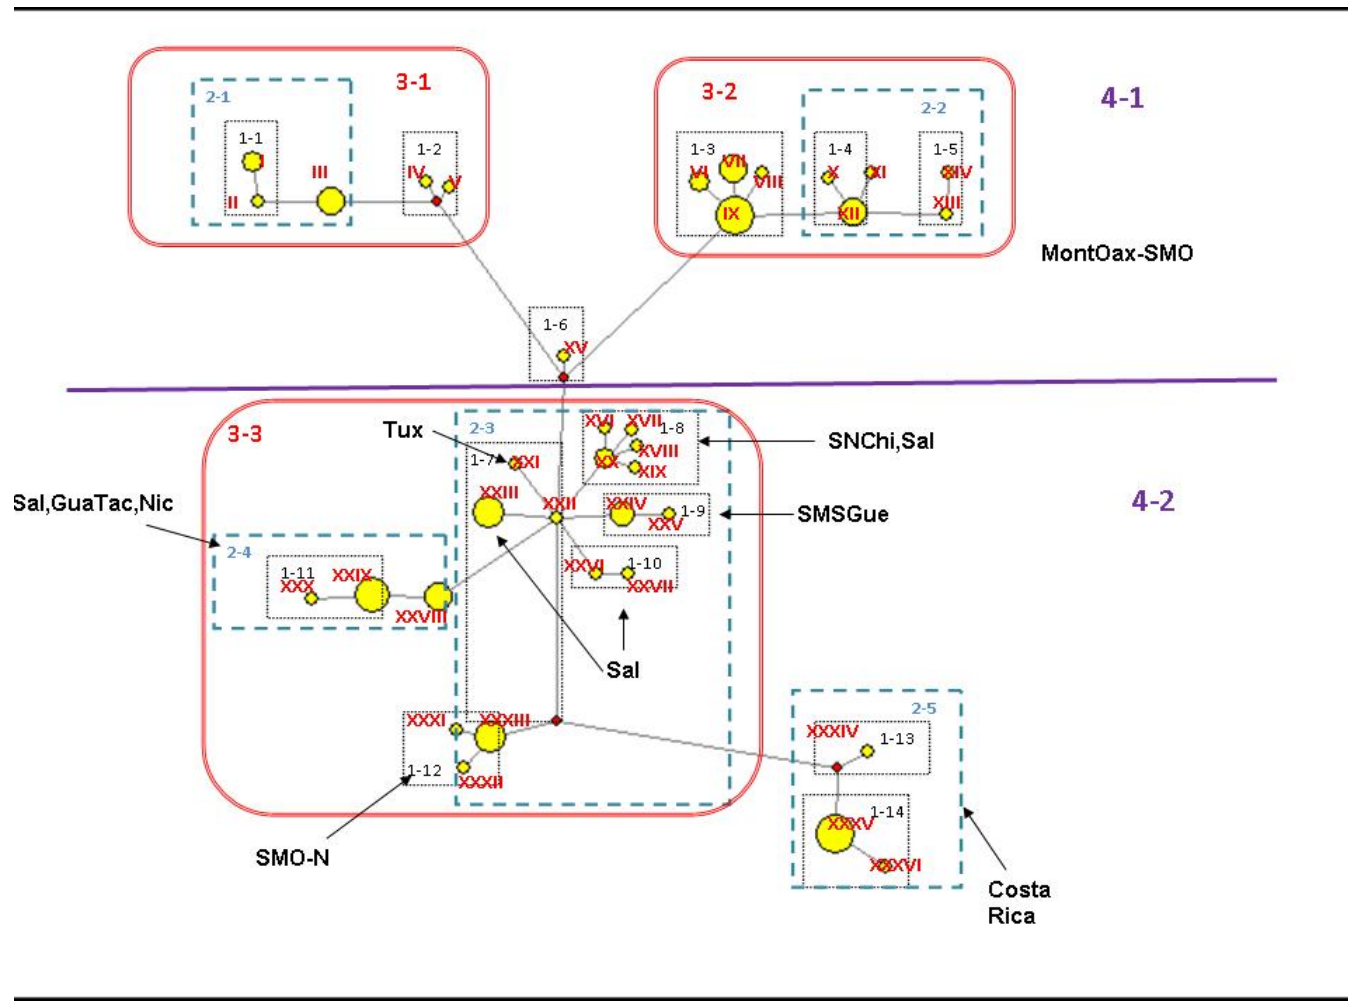 3-1
3-2
4-1
2-1
2-2
1-1
1-2
1-3
1-4
1-5
I
II
III
IV
V
VI
VII
VIII
IX
X
XI
XII
XIII
XIV
MontOax-SMO
1-6
XV
3-3
Tux
2-3
1-7
XXI
XVI
XVII
1-8
XVIII
XX
XIX
SNChi,Sal
Sal,GuaTac,Nic
XXIII
XXII
XXIV
XXV
1-9
SMSGue
4-2
2-4
1-11
XXX
XXIX
XXVIII
XXVI
1-10
XXVII
Sal
XXXI
XXXIII
1-12
XXXII
SMO-N
2-5
XXXIV
1-13
1-14
XXXV
XXXVI
Costa
Rica